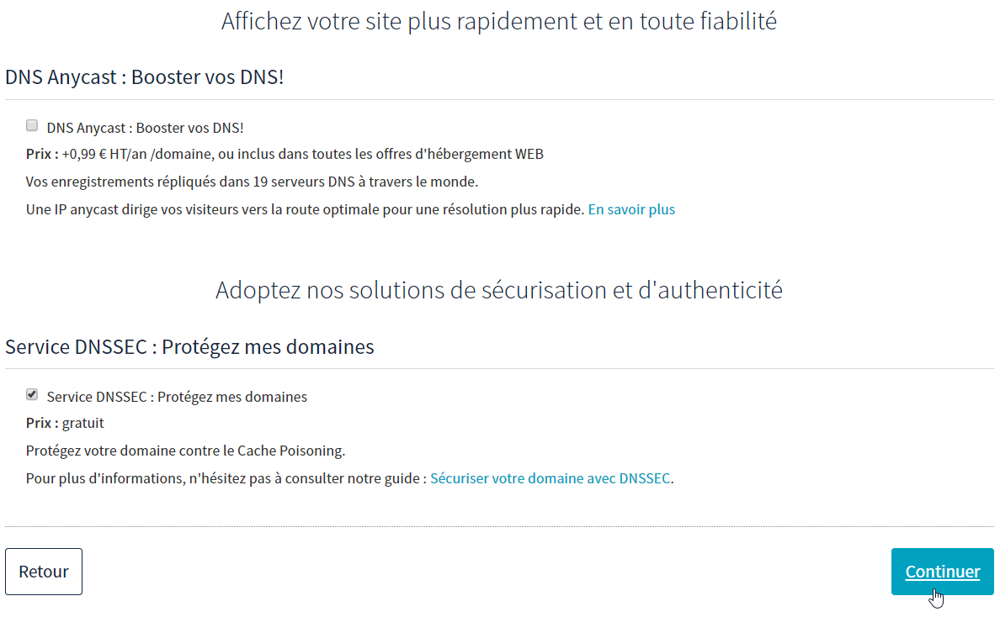 Affichez votre site plus rapidement et en toute fiabilité
DNS Anycast : Booster vos DNS!
DNS Anycast : Booster vos DNS!
Prix : +0,99 € HT/an /domaine, ou inclus dans toutes les offres d'hébergement WEB
Vos enregistrements répliqués dans 19 serveurs DNS à travers le monde.
Une IP anycast dirige vos visiteurs vers la route optimale pour une résolution plus rapide. En savoir plus
Adoptez nos solutions de sécurisation et d'authenticité
Service DNSSEC : Protégez mes domaines
Service DNSSEC : Protégez mes domaines
Prix : gratuit
Protégez votre domaine contre le Cache Poisoning.
Pour plus d'informations, n'hésitez pas à consulter notre guide : Sécuriser votre domaine avec DNSSEC.
Retour
Continuer